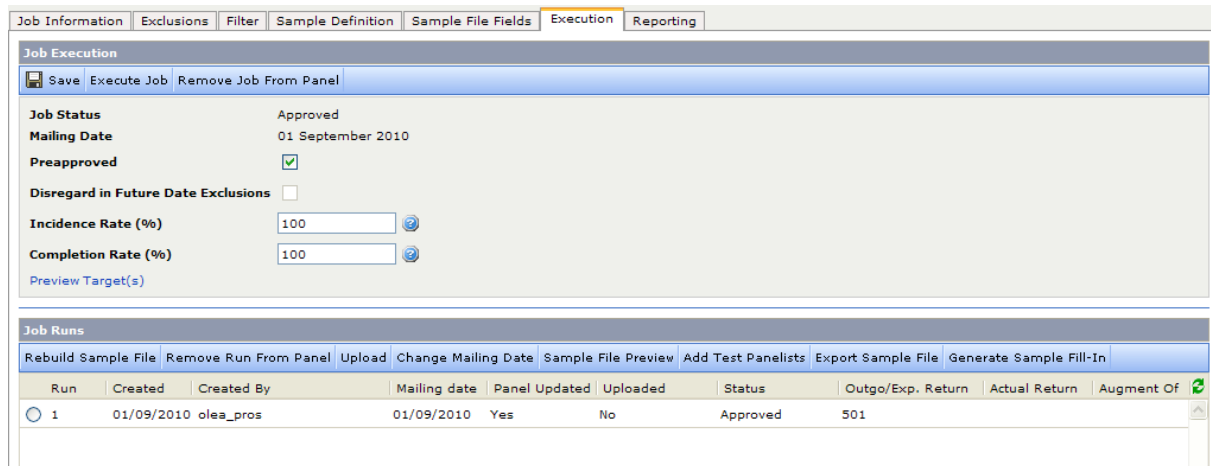 Job Information Exclusions Filter Sample Definition Sample File Fields Execution Reporting
Job Execution
Save Execute Job Remove Job From Panel
Job Status Approved
Mailing Date 01 September 2010
Preapproved
Disregard in Future Date Exclusions
Incidence Rate (%) 100
Completion Rate (%) 100
Preview Target(s)
Job Runs
Rebuild Sample File Remove Run From Panel Upload Change Mailing Date Sample File Preview Add Test Panelists Export Sample File Generate Sample Fill-In
Run Created Created By Mailing date Panel Updated Uploaded Status Outgo/Exp. Return Actual Return Augment Of
1 01/09/2010 olea_pros 01/09/2010 Yes No Approved 501